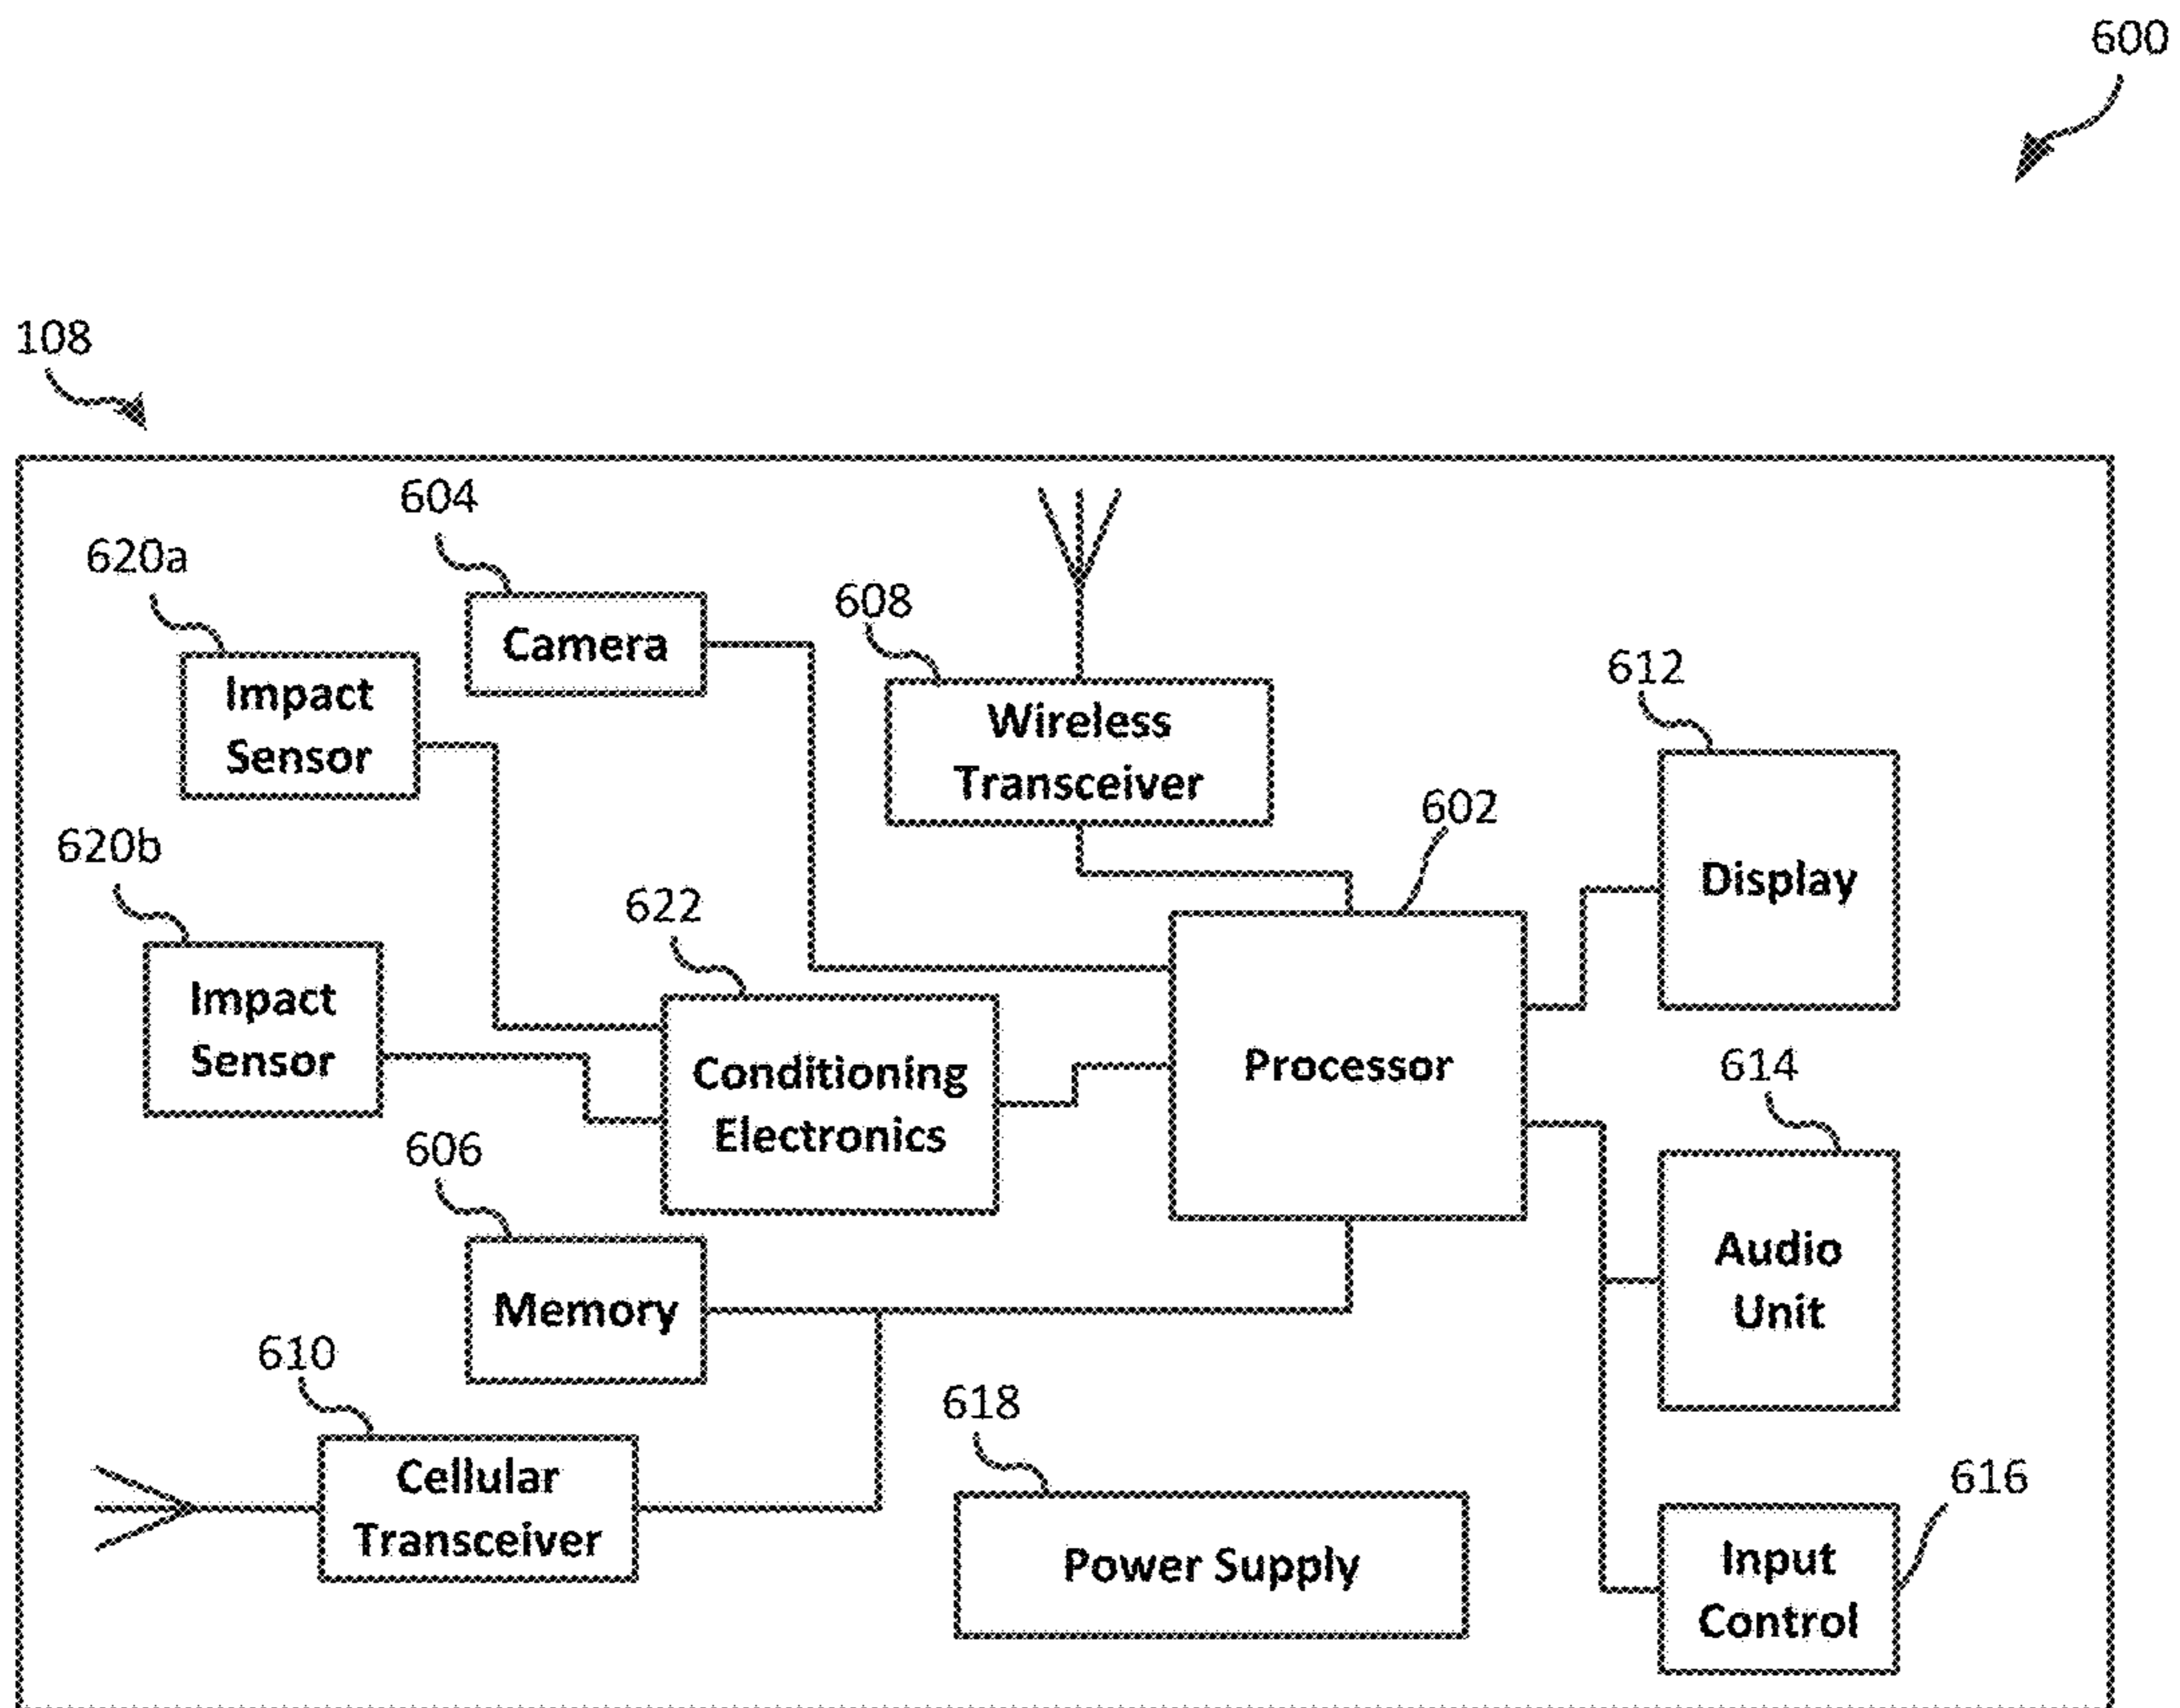 600
108
604
620a
Camera
608
Impact
Sensor
612
Wireless
Transceiver
602
620b
Display
622
Impact
Sensor
Conditioning
Electronics
Processor
614
606
Audio
Unit
Memory
610
618
Cellular
Transceiver
616
Power Supply
Input
Control